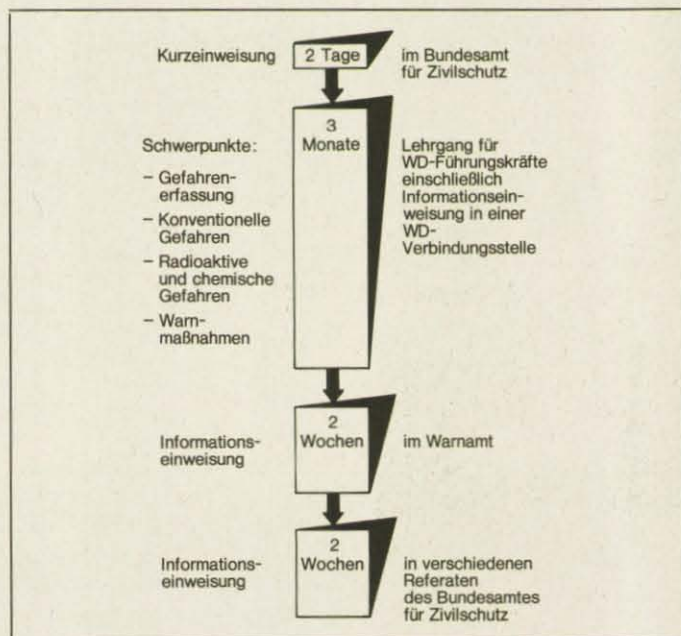 Kurzeinweisung
2 Tage
im Bundesamt
für Zivilschutz
3
Monate
Schwerpunkte:
– Gefahren-
erfassung
– Konventionelle
Gefahren
– Radioaktive
und chemische
Gefahren
– Warn-
maßnahmen
Lehrgang für
WD-Führungskräfte
einschließlich
Informationsein-
weisung in einer
WD-
Verbindungsstelle
Informations-
einweisung
2
Wochen
im Warnamt
Informations-
einweisung
2
Wochen
in verschiedenen
Referaten
des Bundesamtes
für Zivilschutz